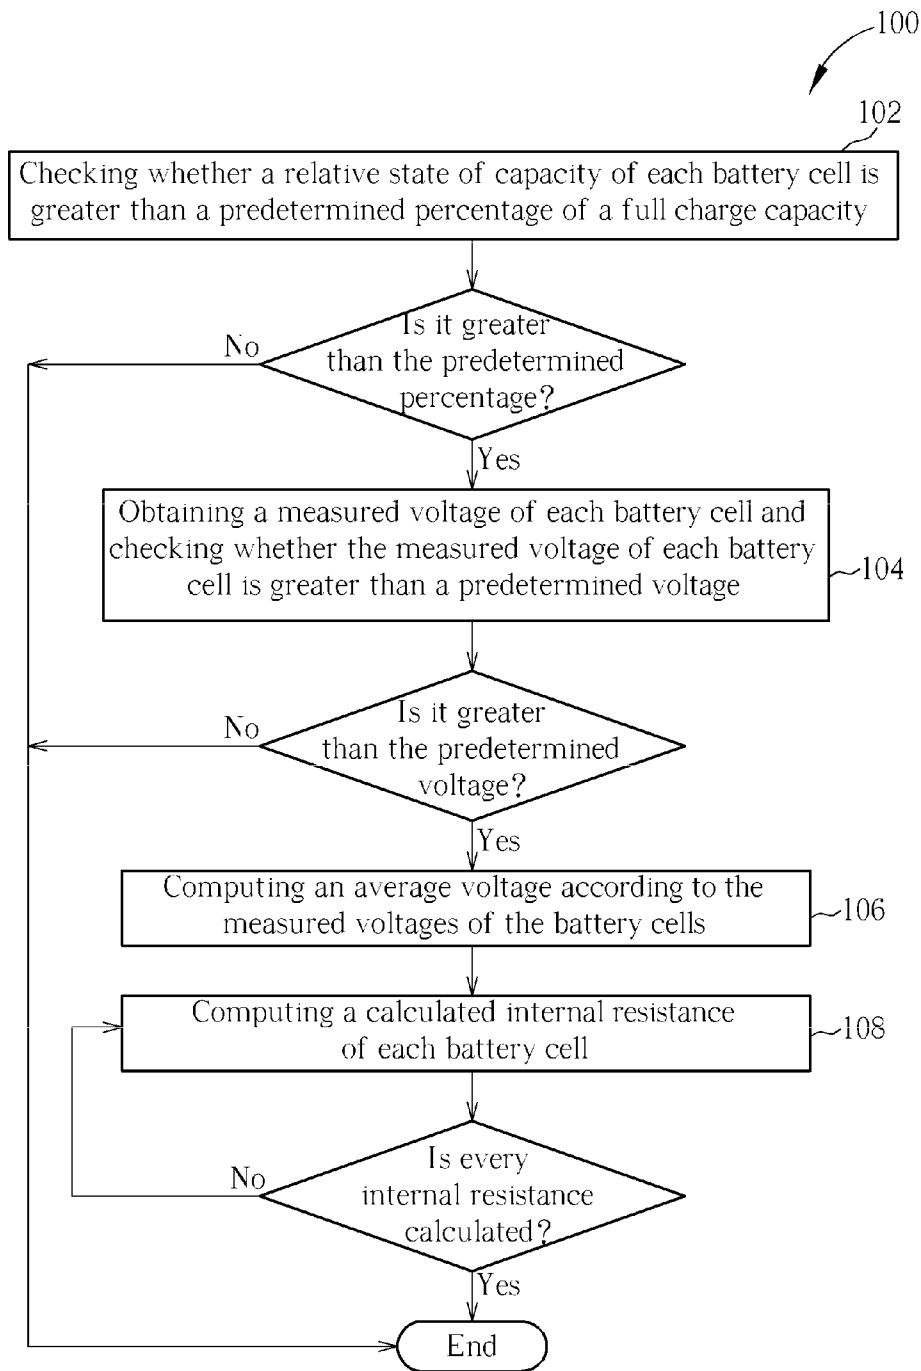 100
102
Checking whether a relative state of capacity of each battery cell is
greater than a predetermined percentage of a full charge capacity
Is it greater
than the predetermined
percentage?
No
Yes
Obtaining a measured voltage of each battery cell and
checking whether the measured voltage of each battery
cell is greater than a predetermined voltage
104
Is it greater
than the predetermined
voltage?
No
Yes
Computing an average voltage according to the
measured voltages of the battery cells
106
Computing a calculated internal resistance
of each battery cell
108
Is every
internal resistance
calculated?
No
Yes
End